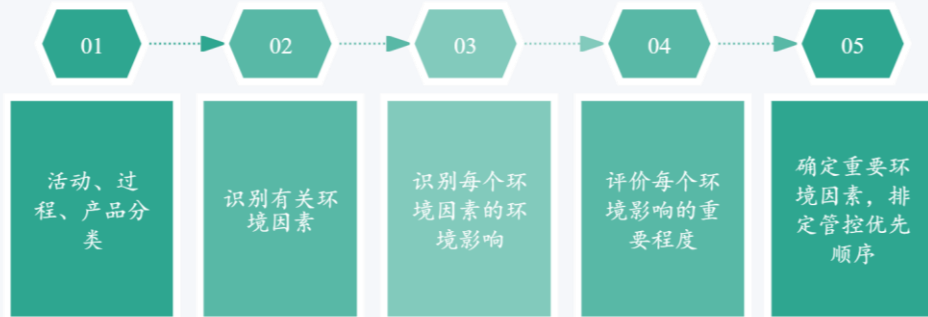 01
02
03
04
05
活动、过
程、产品分
类
识别有关环
境因素
识别每个环
境因素的环
境影响
评价每个环
境影响的重
要程度
确定重要环
境因素，排
定管控优先
顺序